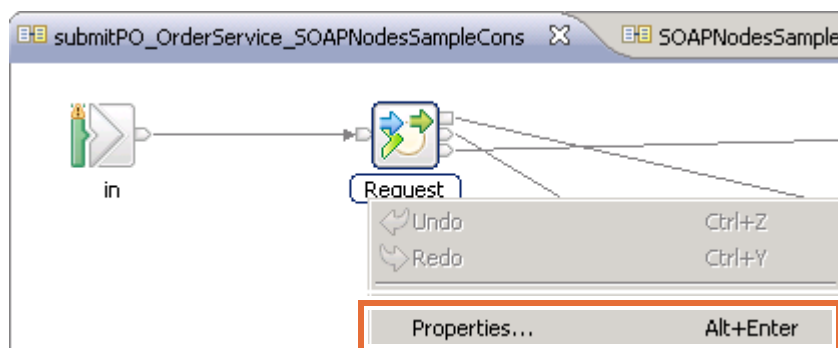 submitPO_OrderService_SOAPNodesSampleCons SOAPNodesSample
in
Request
Undo Ctrl+Z
Redo Ctrl+Y
Properties... Alt+Enter